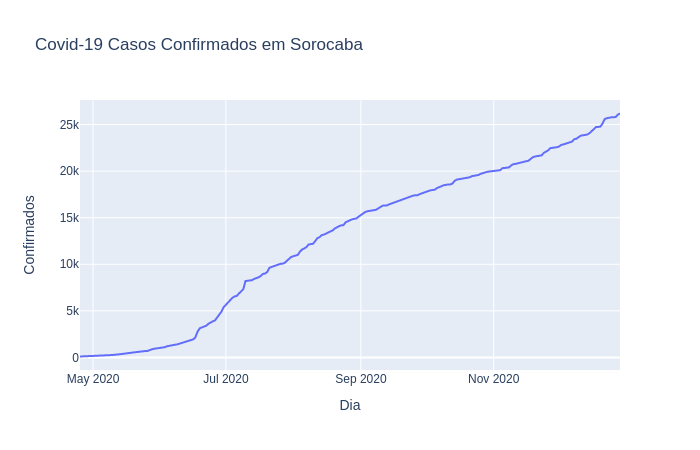 Covid-19 Casos Confirmados em Sorocaba
25k
20k
15k
10k
5k
0
Confirmados
May 2020 Jul 2020 Sep 2020 Nov 2020
Dia